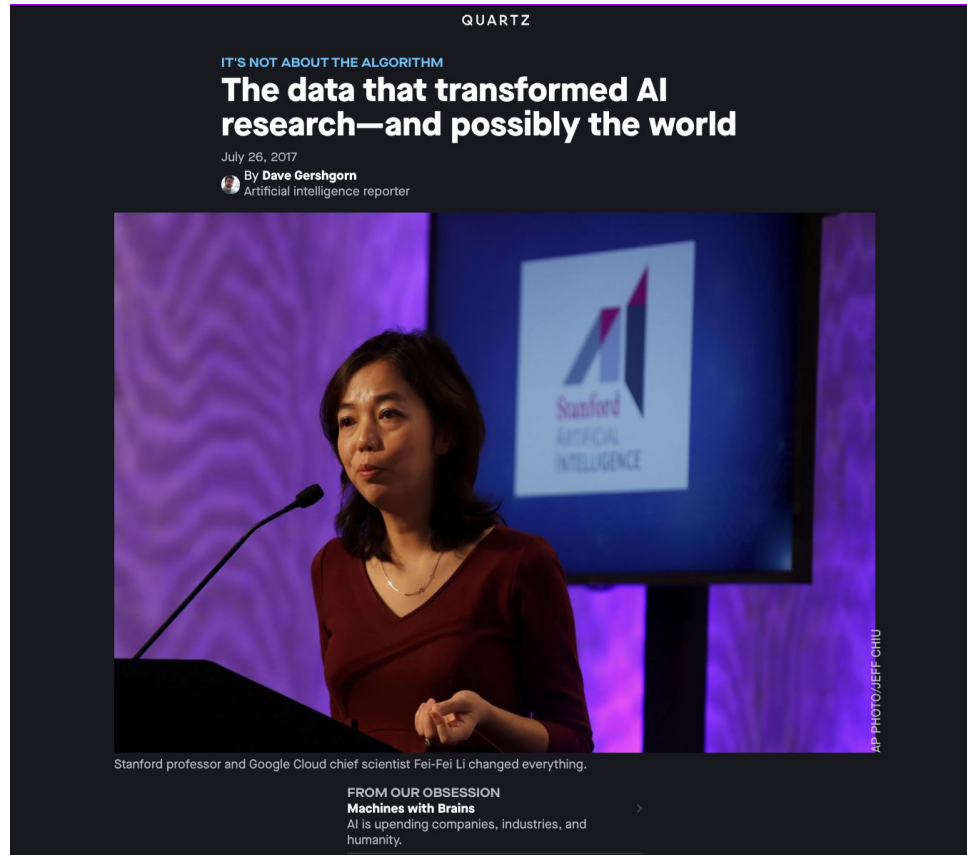 QUARTZ
IT'S NOT ABOUT THE ALGORITHM
The data that transformed AI
research—and possibly the world
July 26, 2017
By Dave Gershgorn
Artificial intelligence reporter
AI
Stanford
ARTIFICIAL
INTELLIGENCE
AP PHOTO/JEFF CHIU
Stanford professor and Google Cloud chief scientist Fei-Fei Li changed everything.
FROM OUR OBSESSION
Machines with Brains
AI is upending companies, industries, and
humanity.